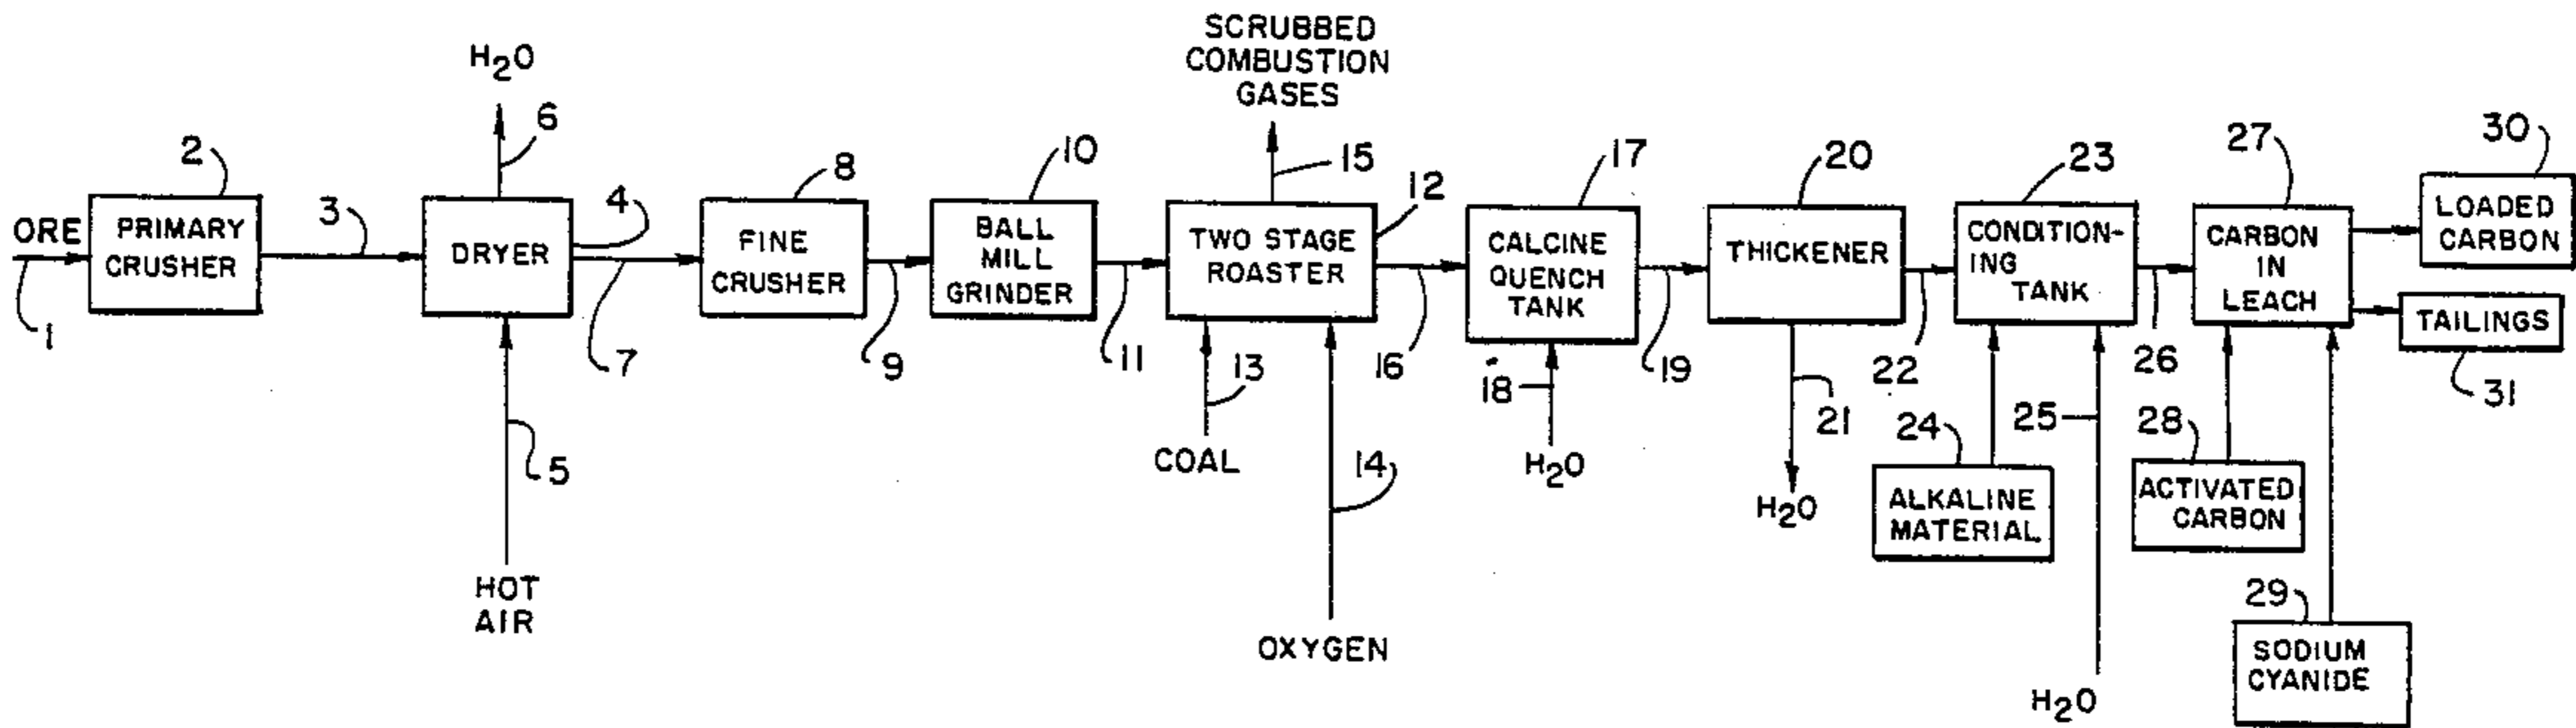 ORE
1
2
PRIMARY
CRUSHER
3
H2O
6
4
DRYER
7
5
HOT
AIR
8
FINE
CRUSHER
9
10
BALL
MILL
GRINDER
11
SCRUBBED
COMBUSTION
GASES
15
12
TWO STAGE
ROASTER
13
COAL
14
OXYGEN
16
17
CALCINE
QUENCH
TANK
18
H2O
19
20
THICKENER
21
H2O
22
23
CONDITION-
ING
TANK
24
ALKALINE
MATERIAL
25
H2O
26
27
CARBON
IN
LEACH
28
ACTIVATED
CARBON
29
SODIUM
CYANIDE
30
LOADED
CARBON
TAILINGS
31